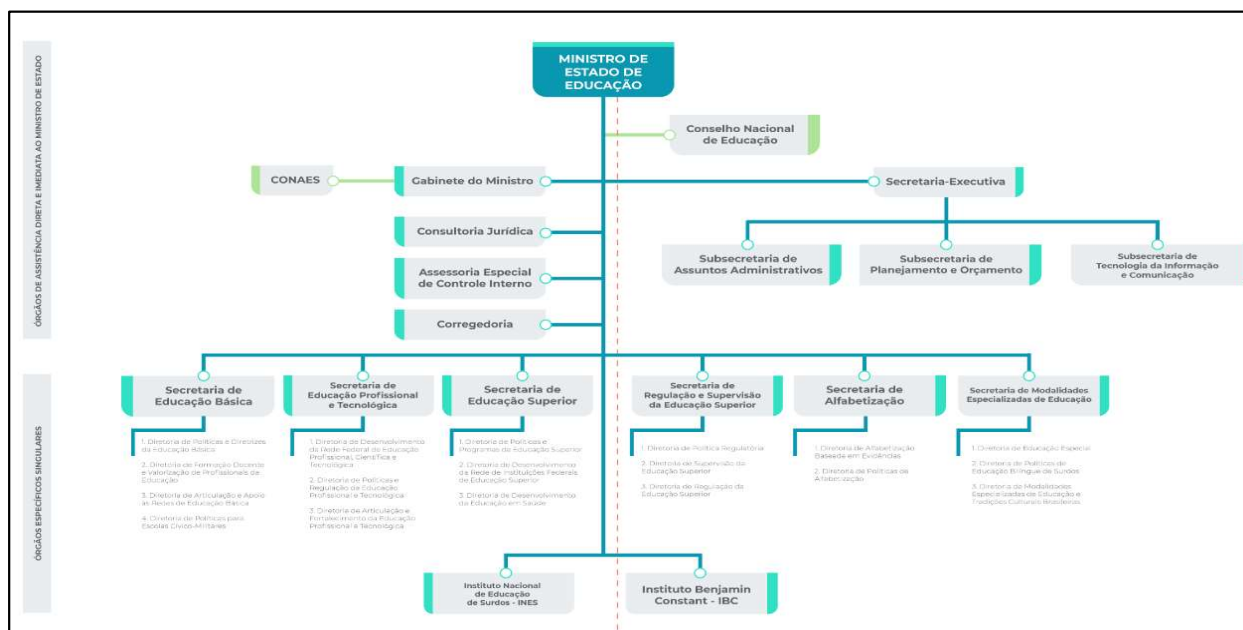 ÓRGÃOS DE ASSISTÊNCIA DIRETA E IMEDIATA AO MINISTRO DE ESTADO
MINISTRO DE
ESTADO DE
EDUCAÇÃO
Conselho Nacional
de Educação
CONAES
Gabinete do Ministro
Secretaria-Executiva
Consultoria Jurídica
Subsecretaria de
Assuntos Administrativos
Subsecretaria de
Planejamento e Orçamento
Subsecretaria de
Tecnologia da Informação
e Comunicação
Assessoria Especial
de Controle Interno
Corregedoria
ÓRGÃOS ESPECÍFICOS SINGULARES
Secretaria de
Educação Básica
1. Diretoria de Políticas e Diretrizes
da Educação Básica
2. Diretoria de Formação Docente
e Valorização de Profissionais de
Educação
3. Diretoria de Articulação e Apoio
às Redes de Educação Básica
4. Diretoria de Políticas para
Escolas Cívico-Militares
Secretaria de
Educação Profissional
e Tecnológica
1. Diretoria de Desenvolvimento
da Rede Federal de Educação
Profissional, Científica e
Tecnológica
2. Diretoria de Políticas e
Regulação da Educação
Profissional e Tecnológica
3. Diretoria de Articulação e
Fortalecimento da Educação
Profissional e Tecnológica
Secretaria de
Educação Superior
1. Diretoria de Políticas e
Programas de Educação Superior
2. Diretoria de Desenvolvimento
da Rede de Instituições Federais
de Educação Superior
3. Diretoria de Desenvolvimento
da Educação em Saúde
Secretaria de
Regulação e Supervisão
da Educação Superior
1. Diretoria de Política Regulatória
2. Diretoria de Supervisão da
Educação Superior
3. Diretoria de Regulação da
Educação Superior
Secretaria de
Alfabetização
1. Diretoria de Alfabetização
Baseada em Evidências
2. Diretoria de Políticas de
Alfabetização
Secretaria de Modalidades
Especializadas de Educação
1. Diretoria de Educação Especial
2. Diretoria de Políticas de
Educação Bilíngue de Surdos
3. Diretoria de Modalidades
Especializadas de Educação e
Tradições Culturais Brasileiras
Instituto Nacional
de Educação
de Surdos - INES
Instituto Benjamin
Constant - IBC